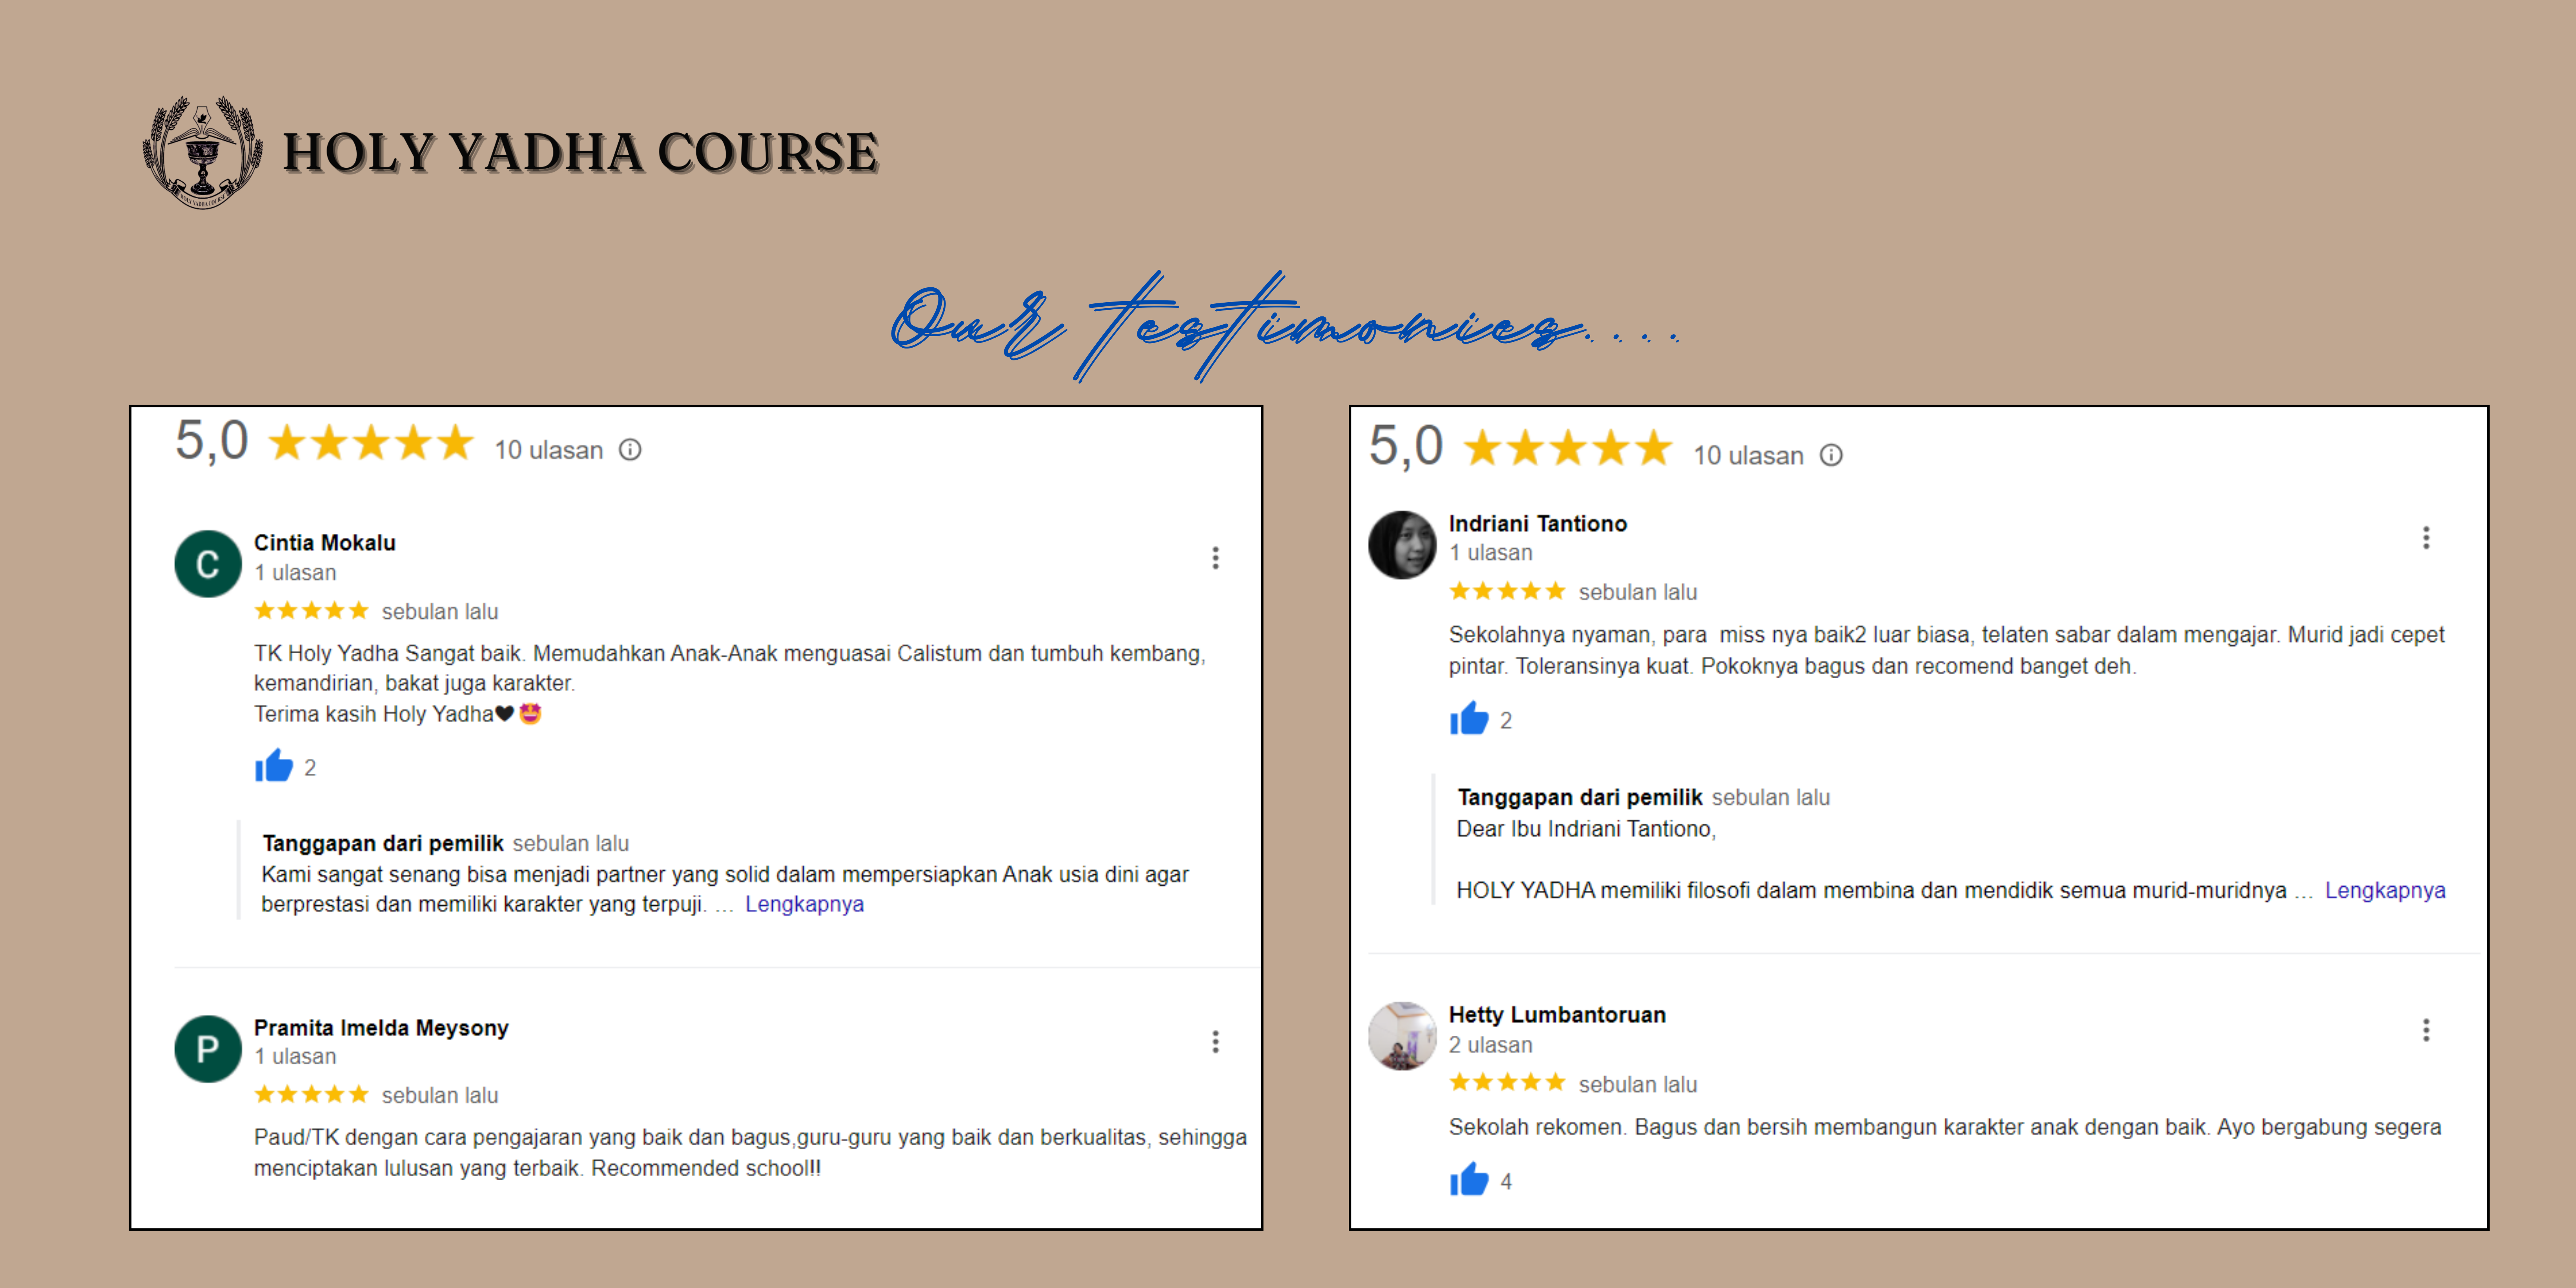 HOLY YADHA COURSE
HOLY YADHA COURSE
Our testimonies....
5,0 10 ulasan
C
Cintia Mokalu
1 ulasan
sebulan lalu
TK Holy Yadha Sangat baik. Memudahkan Anak-Anak menguasai Calistum dan tumbuh kembang,
kemandirian, bakat juga karakter.
Terima kasih Holy Yadha🖤🤩
2
Tanggapan dari pemilik sebulan lalu
Kami sangat senang bisa menjadi partner yang solid dalam mempersiapkan Anak usia dini agar
berprestasi dan memiliki karakter yang terpuji. ... Lengkapnya
P
Pramita Imelda Meysony
1 ulasan
sebulan lalu
Paud/TK dengan cara pengajaran yang baik dan bagus,guru-guru yang baik dan berkualitas, sehingga
menciptakan lulusan yang terbaik. Recommended school!!
5,0 10 ulasan
Indriani Tantiono
1 ulasan
sebulan lalu
Sekolahnya nyaman, para  miss nya baik2 luar biasa, telaten sabar dalam mengajar. Murid jadi cepet
pintar. Toleransinya kuat. Pokoknya bagus dan recomend banget deh.
2
Tanggapan dari pemilik sebulan lalu
Dear Ibu Indriani Tantiono,
HOLY YADHA memiliki filosofi dalam membina dan mendidik semua murid-muridnya ... Lengkapnya
Hetty Lumbantoruan
2 ulasan
sebulan lalu
Sekolah rekomen. Bagus dan bersih membangun karakter anak dengan baik. Ayo bergabung segera
4